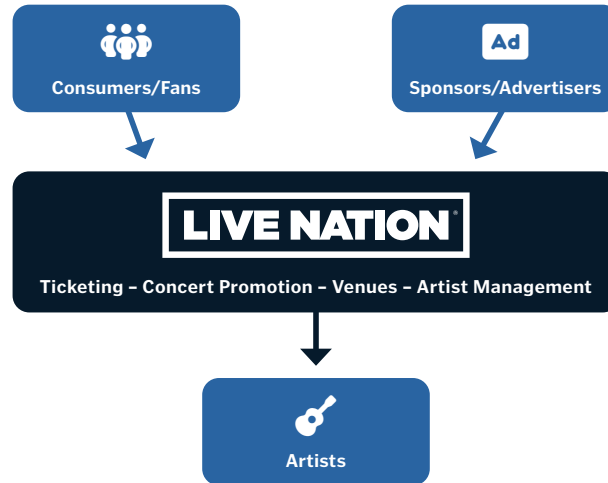 Ad
Consumers/Fans
Sponsors/Advertisers
LIVE NATION
Ticketing – Concert Promotion – Venues – Artist Management
Artists